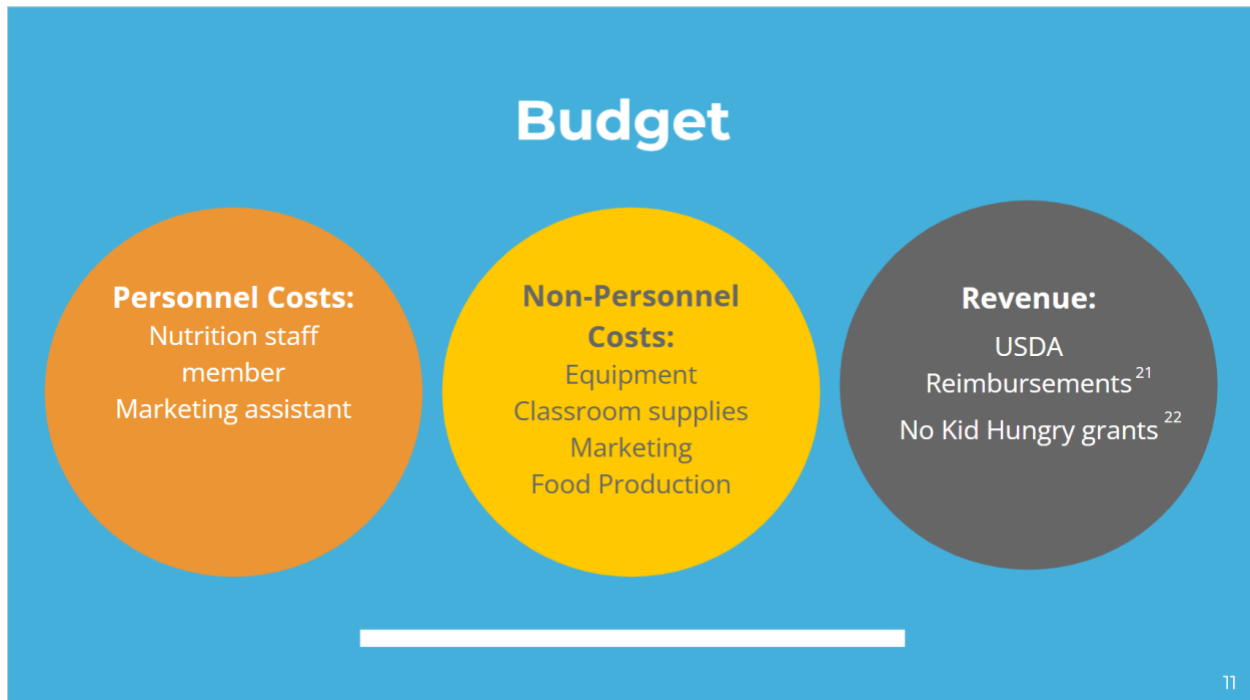 Budget
Personnel Costs:
Nutrition staff
member
Marketing assistant
Non-Personnel
Costs:
Equipment
Classroom supplies
Marketing
Food Production
Revenue:
USDA
Reimbursements 21
No Kid Hungry grants 22
11